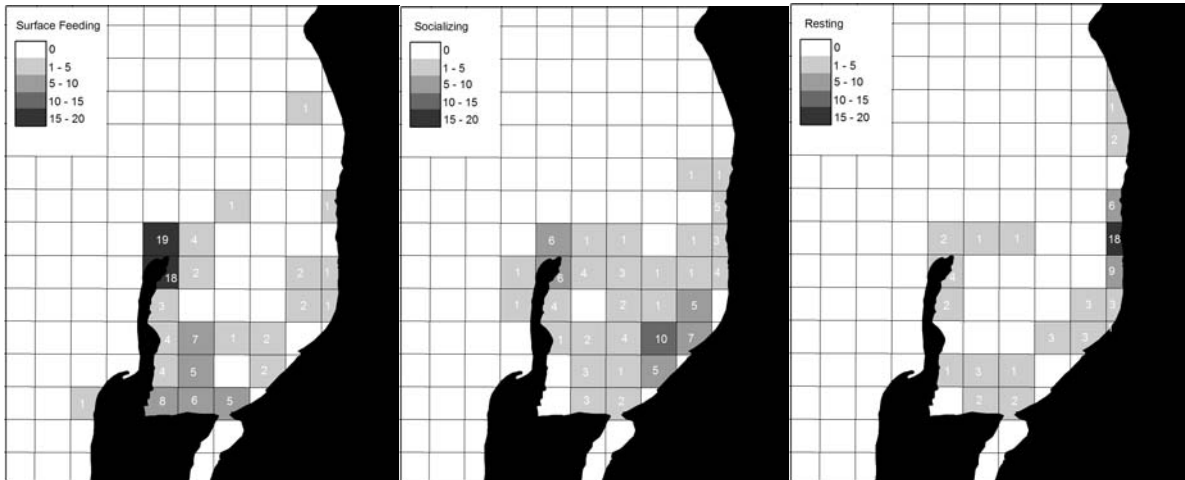 Surface Feeding
0
1 - 5
5 - 10
10 - 15
15 - 20
1
1 1
19 4
18 2 2 1
3 2 1
4 7 1 2
4 5 2
1 8 6 5
Socializing
0
1 - 5
5 - 10
10 - 15
15 - 20
1 1
5
6 1 1 1 3
1 6 4 3 1 1 4
1 4 2 1 5
1 2 4 10 7
3 1 5
3 2
Resting
0
1 - 5
5 - 10
10 - 15
15 - 20
1
2
6
2 1 1 18
4 9
2 3 3
3 3
1 3 1
2 2